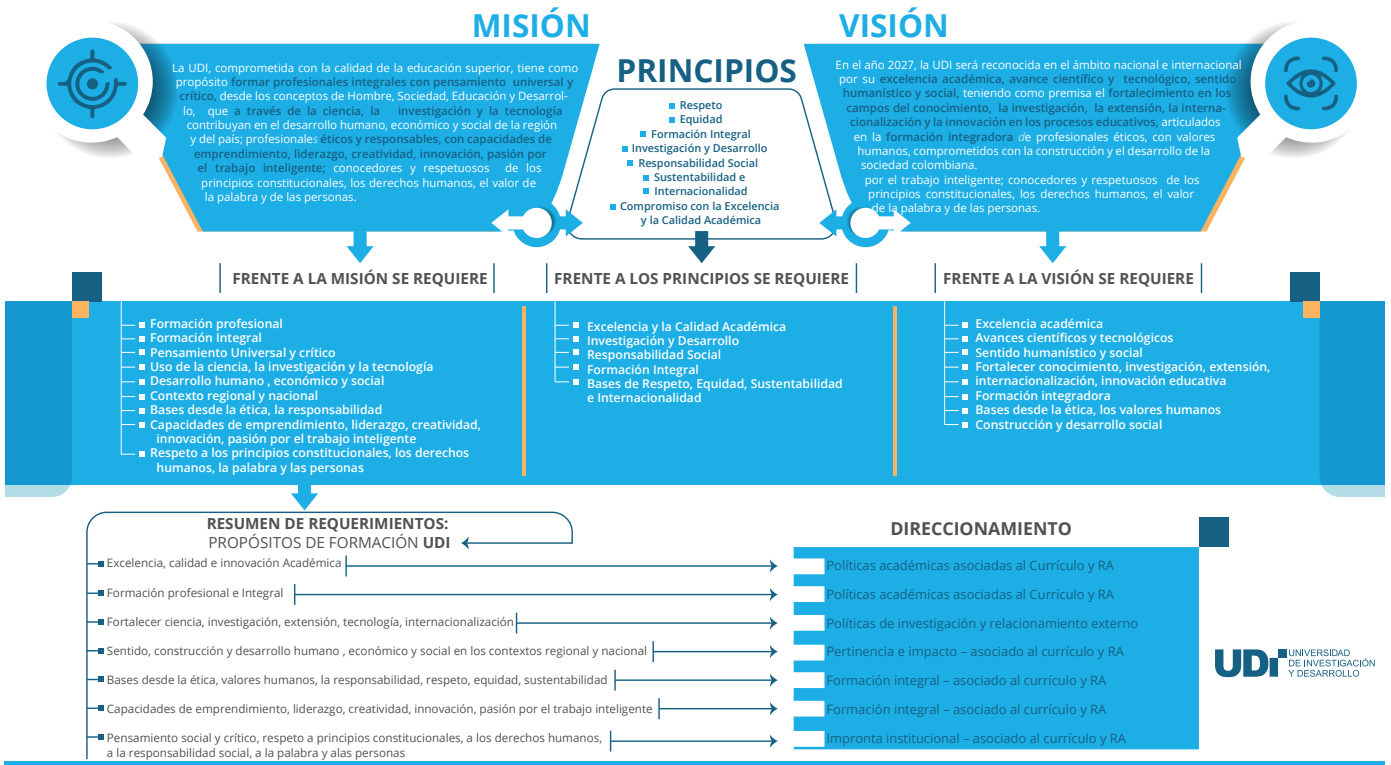 MISIÓN
La UDI, comprometida con la calidad de la educación superior, tiene como
propósito formar profesionales integrales con pensamiento universal y
crítico, desde los conceptos de Hombre, Sociedad, Educación y Desarrol-
lo, que a través de la ciencia, la investigación y la tecnología
contribuyan en el desarrollo humano, económico y social de la región
y del país; profesionales éticos y responsables, con capacidades de
emprendimiento, liderazgo, creatividad, innovación, pasión por
el trabajo inteligente; conocedores y respetuosos de los
principios constitucionales, los derechos humanos, el valor de
la palabra y de las personas.
PRINCIPIOS
Respeto
Equidad
Formación Integral
Investigación y Desarrollo
Responsabilidad Social
Sustentabilidad e
Internacionalidad
Compromiso con la Excelencia
y la Calidad Académica
VISIÓN
En el año 2027, la UDI será reconocida en el ámbito nacional e internacional
por su excelencia académica, avance científico y tecnológico, sentido
humanístico y social, teniendo como premisa el fortalecimiento en los
campos del conocimiento, la investigación, la extensión, la interna-
cionalización y la innovación en los procesos educativos, articulados
en la formación integradora de profesionales éticos, con valores
humanos, comprometidos con la construcción y el desarrollo de la
sociedad colombiana.
por el trabajo inteligente; conocedores y respetuosos de los
principios constitucionales, los derechos humanos, el valor
de la palabra y de las personas.
FRENTE A LA MISIÓN SE REQUIERE
Formación profesional
Formación Integral
Pensamiento Universal y crítico
Uso de la ciencia, la investigación y la tecnología
Desarrollo humano , económico y social
Contexto regional y nacional
Bases desde la ética, la responsabilidad
Capacidades de emprendimiento, liderazgo, creatividad,
innovación, pasión por el trabajo inteligente
Respeto a los principios constitucionales, los derechos
humanos, la palabra y las personas
FRENTE A LOS PRINCIPIOS SE REQUIERE
Excelencia y la Calidad Académica
Investigación y Desarrollo
Responsabilidad Social
Formación Integral
Bases de Respeto, Equidad, Sustentabilidad
e Internacionalidad
FRENTE A LA VISIÓN SE REQUIERE
Excelencia académica
Avances científicos y tecnológicos
Sentido humanístico y social
Fortalecer conocimiento, investigación, extensión,
internacionalización, innovación educativa
Formación integradora
Bases desde la ética, los valores humanos
Construcción y desarrollo social
RESUMEN DE REQUERIMIENTOS:
PROPÓSITOS DE FORMACIÓN UDI
Excelencia, calidad e innovación Académica
Formación profesional e Integral
Fortalecer ciencia, investigación, extensión, tecnología, internacionalización
Sentido, construcción y desarrollo humano , económico y social en los contextos regional y nacional
Bases desde la ética, valores humanos, la responsabilidad, respeto, equidad, sustentabilidad
Capacidades de emprendimiento, liderazgo, creatividad, innovación, pasión por el trabajo inteligente
Pensamiento social y crítico, respeto a principios constitucionales, a los derechos humanos,
a la responsabilidad social, a la palabra y alas personas
DIRECCIONAMIENTO
Políticas académicas asociadas al Currículo y RA
Políticas académicas asociadas al Currículo y RA
Políticas de investigación y relacionamiento externo
Pertinencia e impacto – asociado al currículo y RA
Formación integral – asociado al currículo y RA
Formación integral – asociado al currículo y RA
Impronta institucional – asociado al currículo y RA
UDI
UNIVERSIDAD
DE INVESTIGACIÓN
Y DESARROLLO